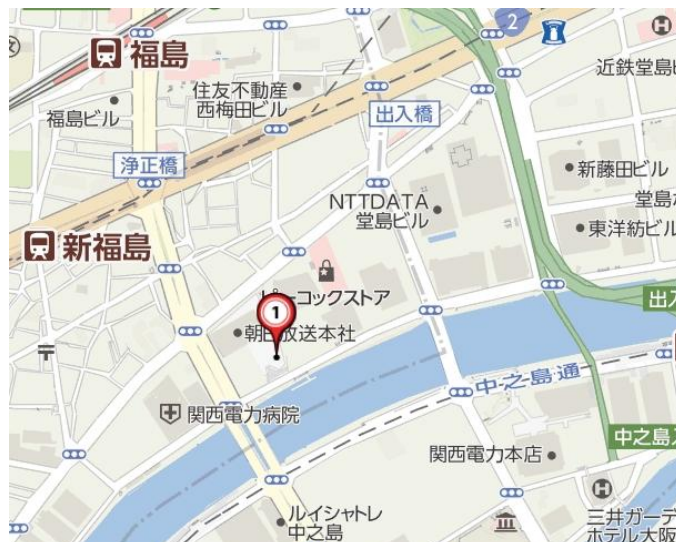 2
福島
近鉄堂島ビ
住友不動産
西梅田ビル
福島ビル
出入橋
浄正橋
新藤田ビル
NTTDATA
堂島ビル
堂島
東洋紡ビル
新福島
ピーコックストア
出入
1
朝日放送本社
中之島通
関西電力病院
中之島入
関西電力本店
ルイシャトレ
中之島
三井ガーデ
ホテル大阪